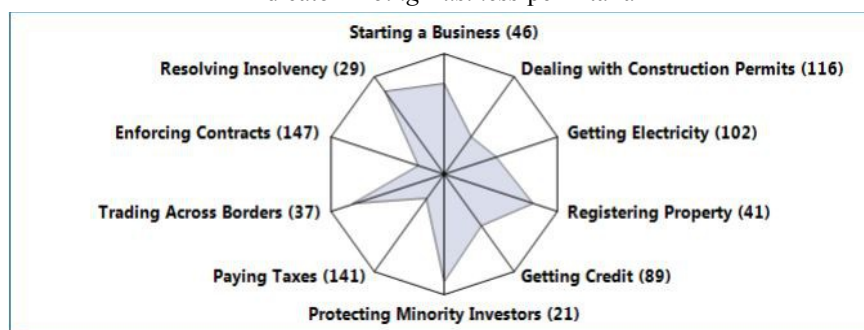 Starting a Business (46)
Resolving Insolvency (29)
Dealing with Construction Permits (116)
Enforcing Contracts (147)
Getting Electricity (102)
Trading Across Borders (37)
Registering Property (41)
Paying Taxes (141)
Getting Credit (89)
Protecting Minority Investors (21)